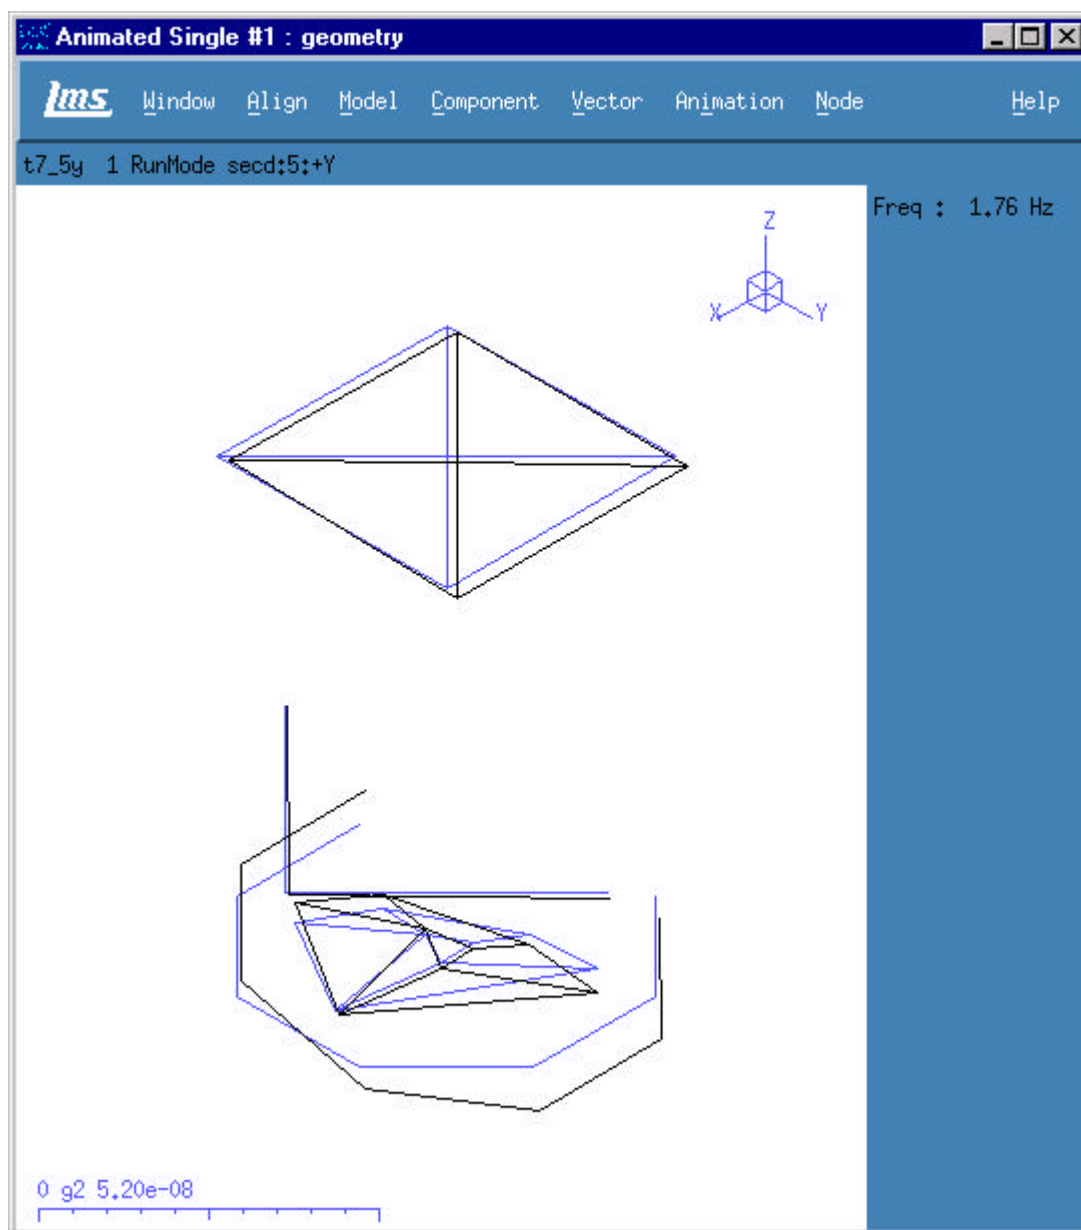 Animated Single #1 : geometry
lms Window Align Model Component Vector Animation Node Help
t7_5y 1 RunMode secd:5:+Y
Freq : 1.76 Hz
Z
X Y
0 g2 5.20e-08